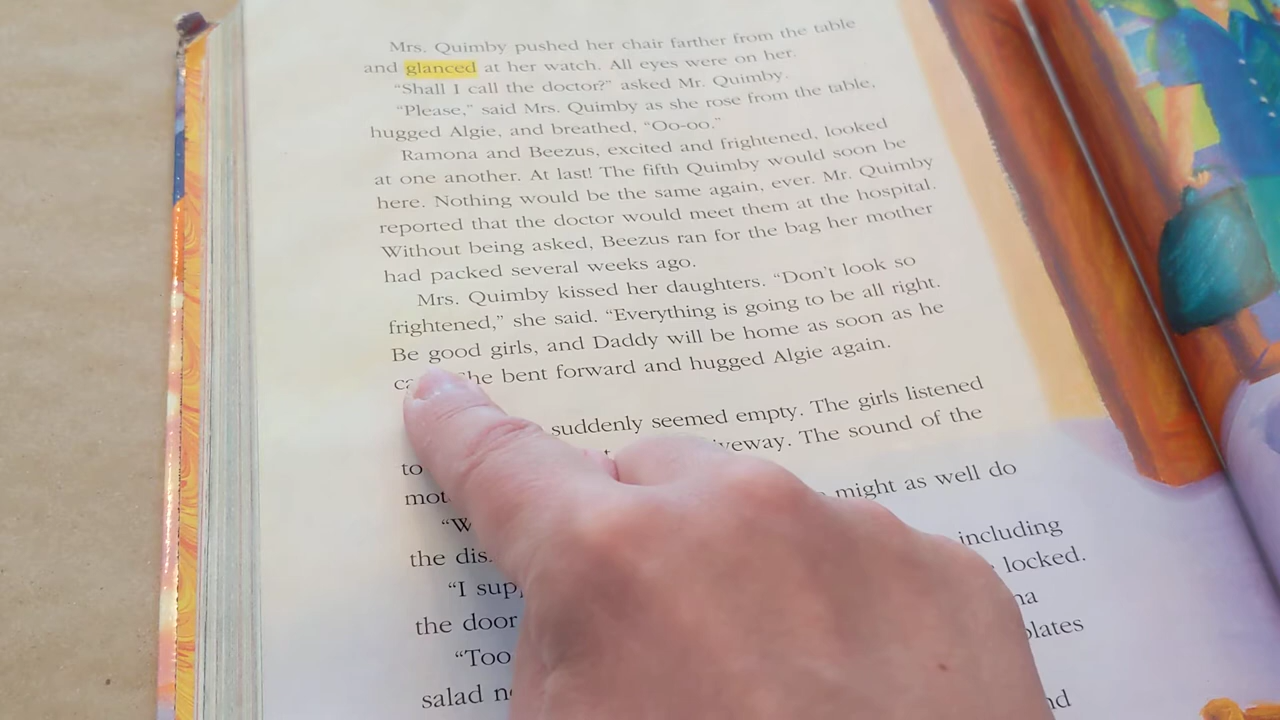 Mrs. Quimby pushed her chair farther from the table
and glanced at her watch. All eyes were on her.
“Shall I call the doctor?” asked Mr. Quimby.
“Please,” said Mrs. Quimby as she rose from the table,
hugged Algie, and breathed, “Oo-oo.”
Ramona and Beezus, excited and frightened, looked
at one another. At last! The fifth Quimby would soon be
here. Nothing would be the same again, ever. Mr. Quimby
reported that the doctor would meet them at the hospital.
Without being asked, Beezus ran for the bag her mother
had packed several weeks ago.
Mrs. Quimby kissed her daughters. “Don’t look so
frightened,” she said. “Everything is going to be all right.
Be good girls, and Daddy will be home as soon as he
bent forward and hugged Algie again.
suddenly seemed empty. The girls listened
to The sound of the
might as well do
the including
“I locked.
the door
“Too
salad